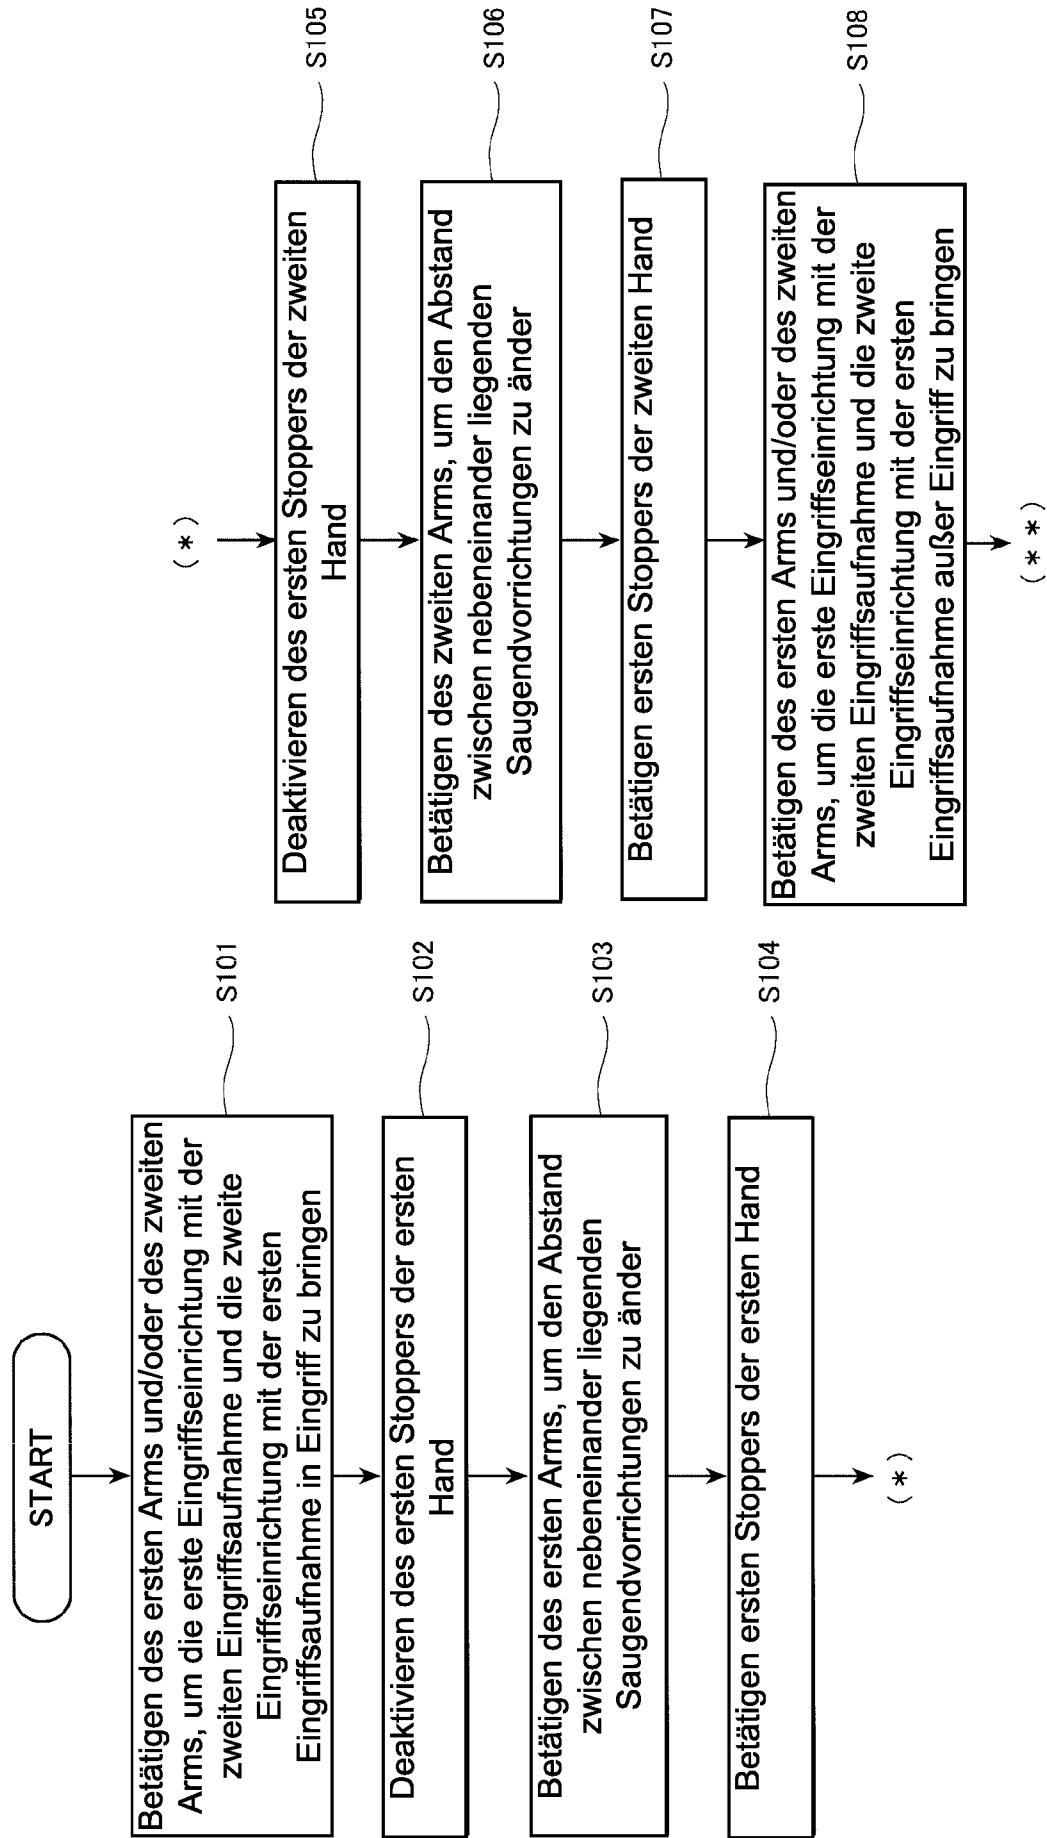 START
Betätigen des ersten Arms und/oder des zweiten
Arms, um die erste Eingriffseinrichtung mit der
zweiten Eingriffsaufnahme und die zweite
Eingriffseinrichtung mit der ersten
Eingriffsaufnahme in Eingriff zu bringen
S101
Deaktivieren des ersten Stoppers der ersten
Hand
S102
Betätigen des ersten Arms, um den Abstand
zwischen nebeneinander liegenden
Saugendvorrichtungen zu änder
S103
Betätigen ersten Stoppers der ersten Hand
S104
(*)
(*)
Deaktivieren des ersten Stoppers der zweiten
Hand
S105
Betätigen des zweiten Arms, um den Abstand
zwischen nebeneinander liegenden
Saugendvorrichtungen zu änder
S106
Betätigen ersten Stoppers der zweiten Hand
S107
Betätigen des ersten Arms und/oder des zweiten
Arms, um die erste Eingriffseinrichtung mit der
zweiten Eingriffsaufnahme und die zweite
Eingriffseinrichtung mit der ersten
Eingriffsaufnahme außer Eingriff zu bringen
S108
(**)